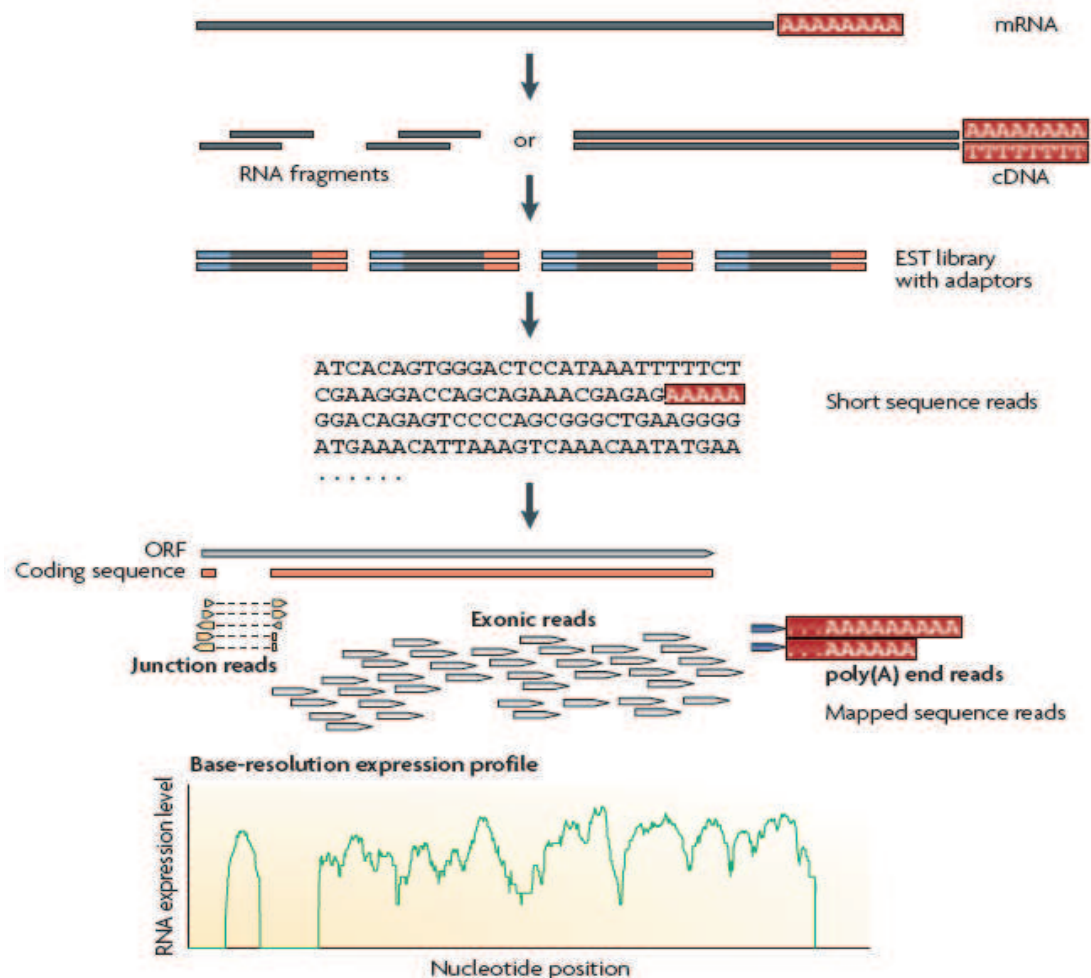 AAAAAAAA mRNA
or
AAAAAAAA
TTTTTTTT
RNA fragments
cDNA
EST library
with adaptors
ATCACAGTGGGACTCCATAAATTTTTCT
CGAAGGACCAGCAGAAACGAGAGAAAAA
GGACAGAGTCCCCAGCGGGCTGAAGGGG
ATGAAACATTAAAGTCAAACAATATGAA
. . . . . .
Short sequence reads
ORF
Coding sequence
Exonic reads
Junction reads
...AAAAAAAAA
...AAAAAA
poly(A) end reads
Mapped sequence reads
Base-resolution expression profile
RNA expression level
Nucleotide position